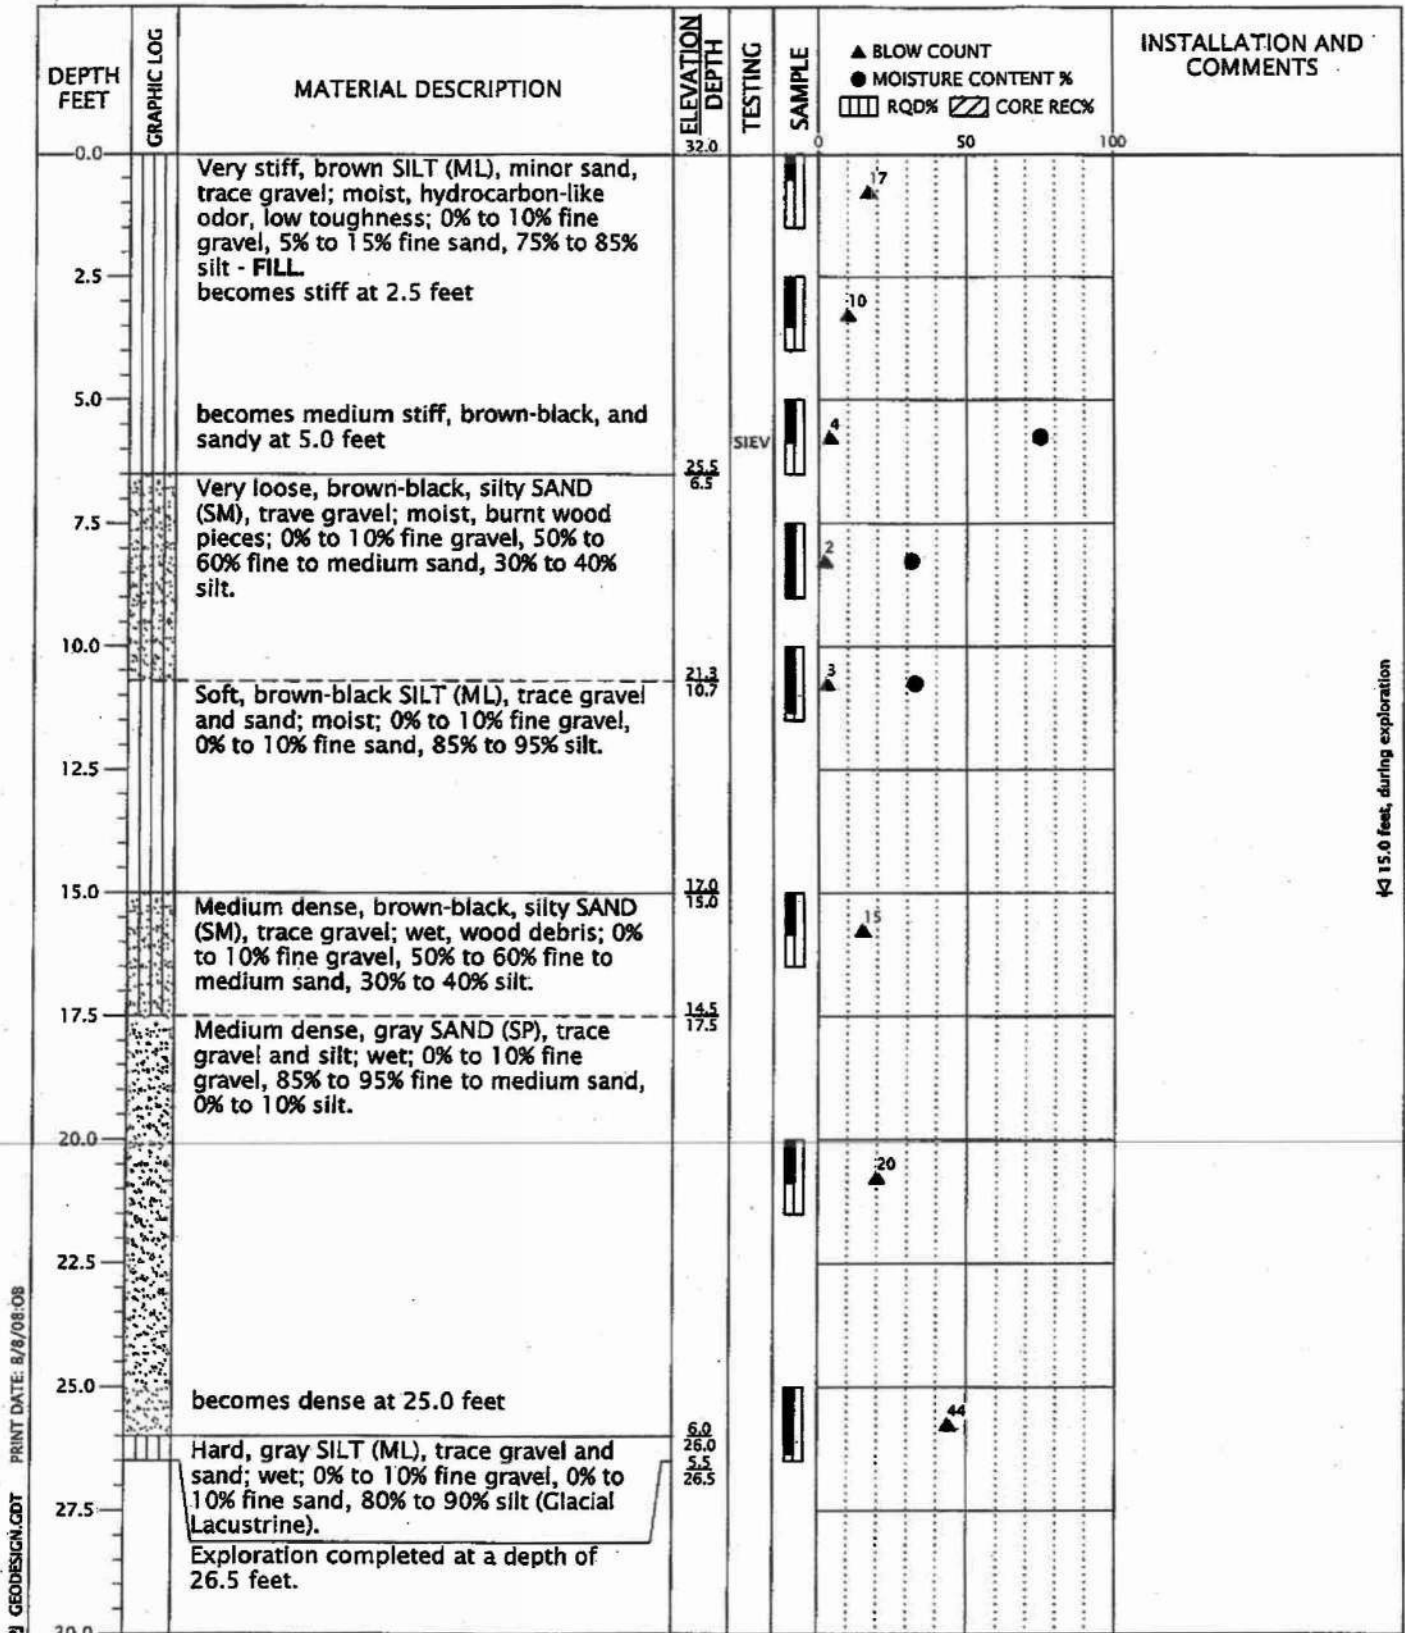 DEPTH
FEET
GRAPHIC LOG
MATERIAL DESCRIPTION
ELEVATION
DEPTH
TESTING
SAMPLE
▲ BLOW COUNT
● MOISTURE CONTENT %
RQD% CORE REC%
INSTALLATION AND
COMMENTS
0 50 100
0.0
32.0
Very stiff, brown SILT (ML), minor sand,
trace gravel; moist, hydrocarbon-like
odor, low toughness; 0% to 10% fine
gravel, 5% to 15% fine sand, 75% to 85%
silt - FILL.
17
2.5
becomes stiff at 2.5 feet
10
5.0
becomes medium stiff, brown-black, and
sandy at 5.0 feet
SIEV
4
25.5
6.5
Very loose, brown-black, silty SAND
(SM), trave gravel; moist, burnt wood
pieces; 0% to 10% fine gravel, 50% to
60% fine to medium sand, 30% to 40%
silt.
7.5
2
10.0
3
21.3
10.7
Soft, brown-black SILT (ML), trace gravel
and sand; moist; 0% to 10% fine gravel,
0% to 10% fine sand, 85% to 95% silt.
12.5
15.0
17.0
15.0
15.0 feet, during exploration
Medium dense, brown-black, silty SAND
(SM), trace gravel; wet, wood debris; 0%
to 10% fine gravel, 50% to 60% fine to
medium sand, 30% to 40% silt.
15
17.5
14.5
17.5
Medium dense, gray SAND (SP), trace
gravel and silt; wet; 0% to 10% fine
gravel, 85% to 95% fine to medium sand,
0% to 10% silt.
20.0
20
22.5
25.0
becomes dense at 25.0 feet
44
6.0
26.0
5.5
26.5
Hard, gray SILT (ML), trace gravel and
sand; wet; 0% to 10% fine gravel, 0% to
10% fine sand, 80% to 90% silt (Glacial
Lacustrine).
27.5
Exploration completed at a depth of
26.5 feet.
30.0
GEODESIGN.GDT PRINT DATE: 8/8/08:OB